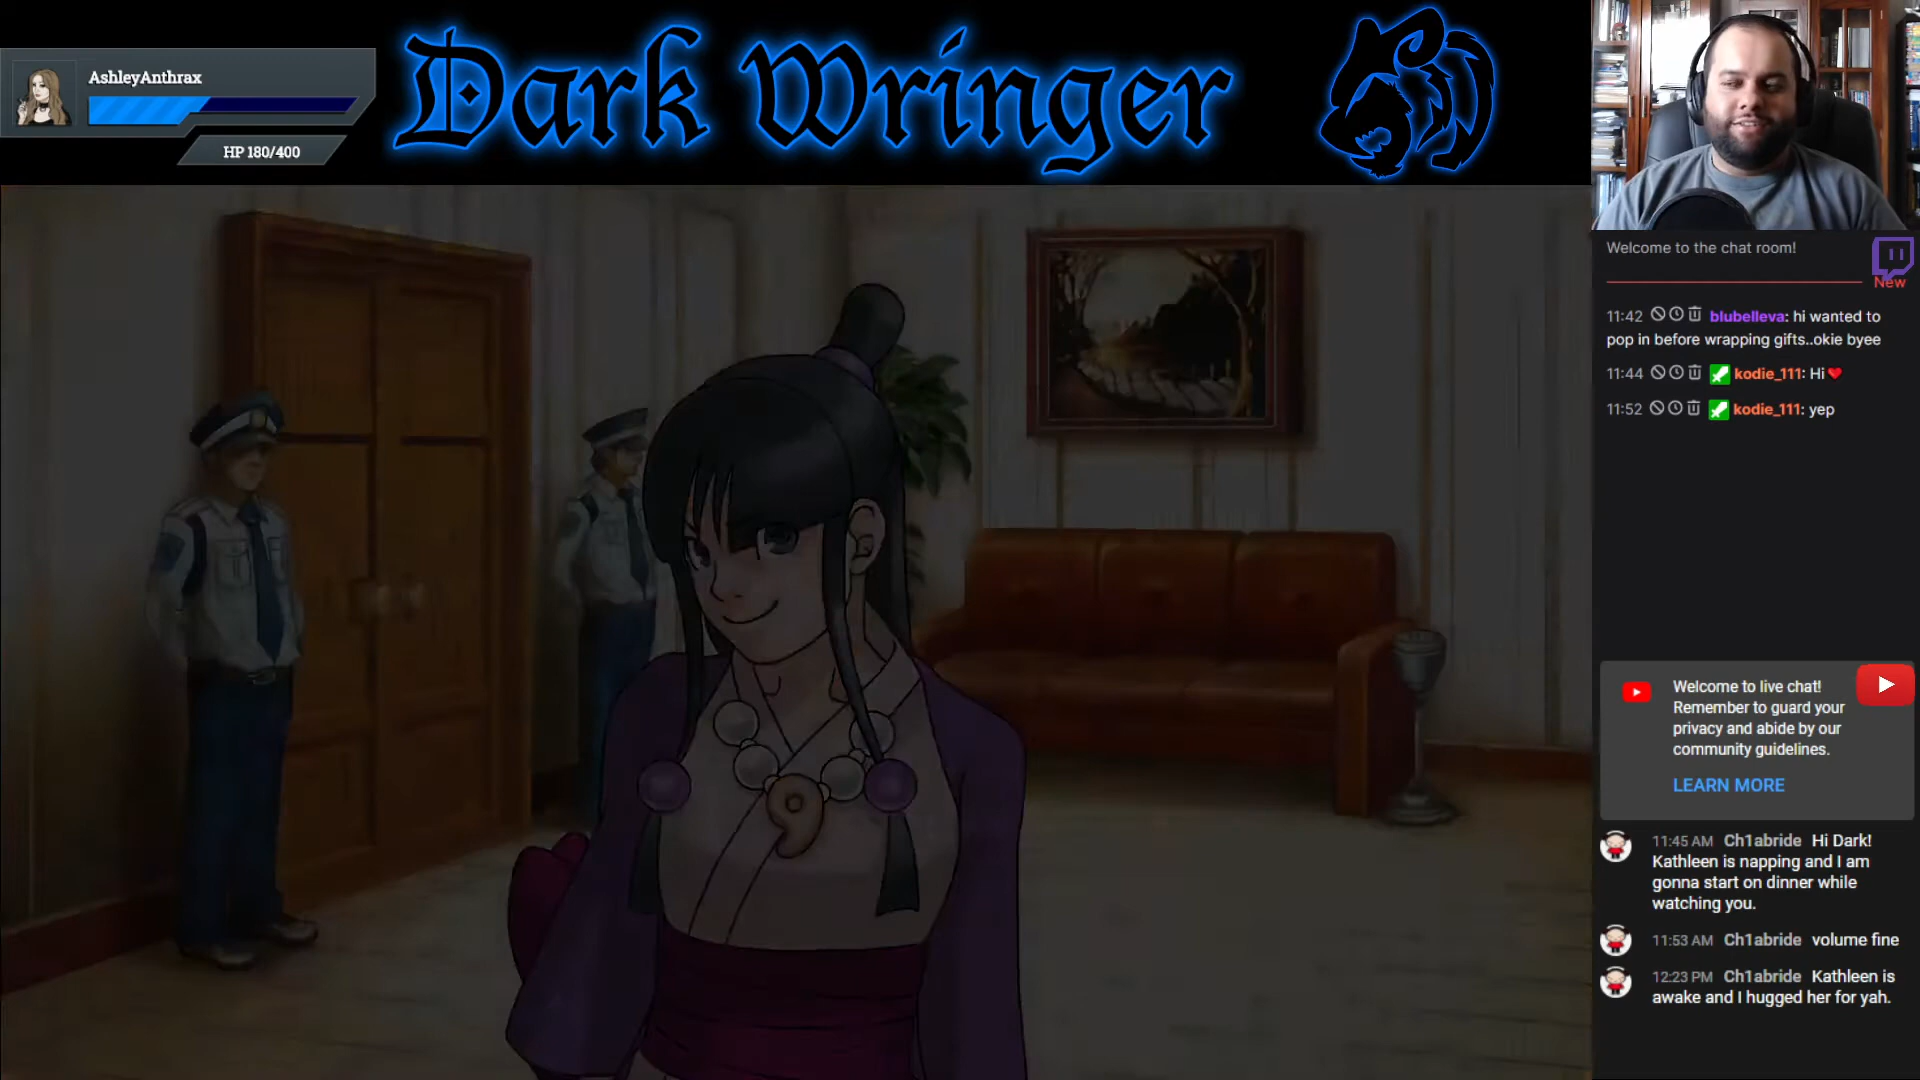 AshleyAnthrax
HP 180/400
Dark Wringer
Welcome to the chat room!
New
11:42 blubelleva: hi wanted to
pop in before wrapping gifts..okie byee
11:44 kodie_111: Hi❤
11:52 kodie_111: yep
Welcome to live chat!
Remember to guard your
privacy and abide by our
community guidelines.
LEARN MORE
11:45 AM Ch1abride Hi Dark!
Kathleen is napping and I am
gonna start on dinner while
watching you.
11:53 AM Ch1abride volume fine
12:23 PM Ch1abride Kathleen is
awake and I hugged her for yah.